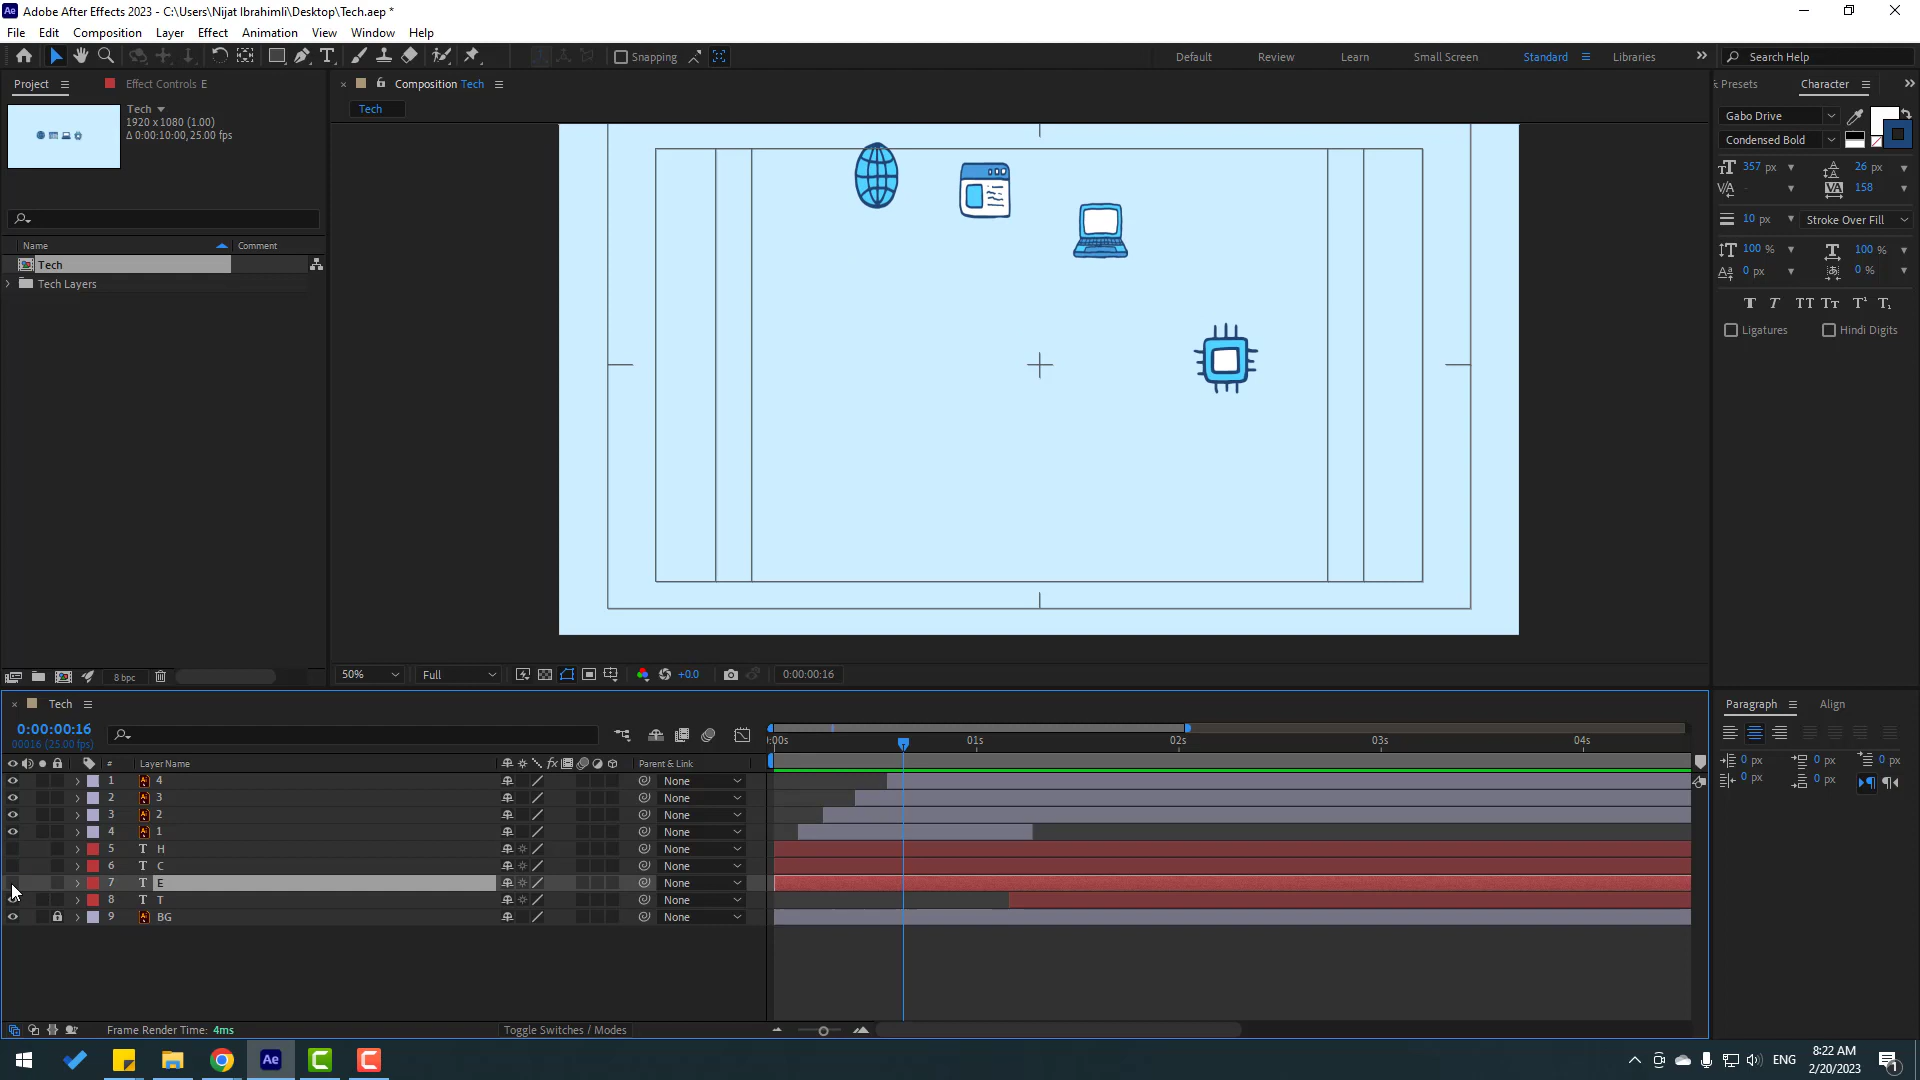 Adobe After Effects 2023 - C:\Users\Nijat Ibrahimli\Desktop\Tech.aep *
File Edit Composition Layer Effect Animation View Window Help
Snapping Default Review Learn Small Screen Standard Libraries Search Help
Project Effect Controls E Composition Tech Presets Character
Tech
Tech
1920 x 1080 (1.00)
Δ 0:00:10:00, 25.00 fps
Gabo Drive
Condensed Bold
357 px 26 px
158
10 px Stroke Over Fill
100 % 100 %
0 px 0 %
Ligatures Hindi Digits
Name Comment
Tech
Tech Layers
8 bpc
50% Full +0.0 0:00:00:16
Tech
0:00:00:16
00016 (25.00 fps)
:00s 01s 02s 03s 04s
# Layer Name Parent & Link
1 4 None
2 3 None
3 2 None
4 1 None
5 T H None
6 T C None
7 T E None
8 T T None
9 BG None
Paragraph Align
0 px 0 px 0 px
0 px 0 px
Frame Render Time: 4ms Toggle Switches / Modes
Ae
ENG
8:22 AM
2/20/2023
1